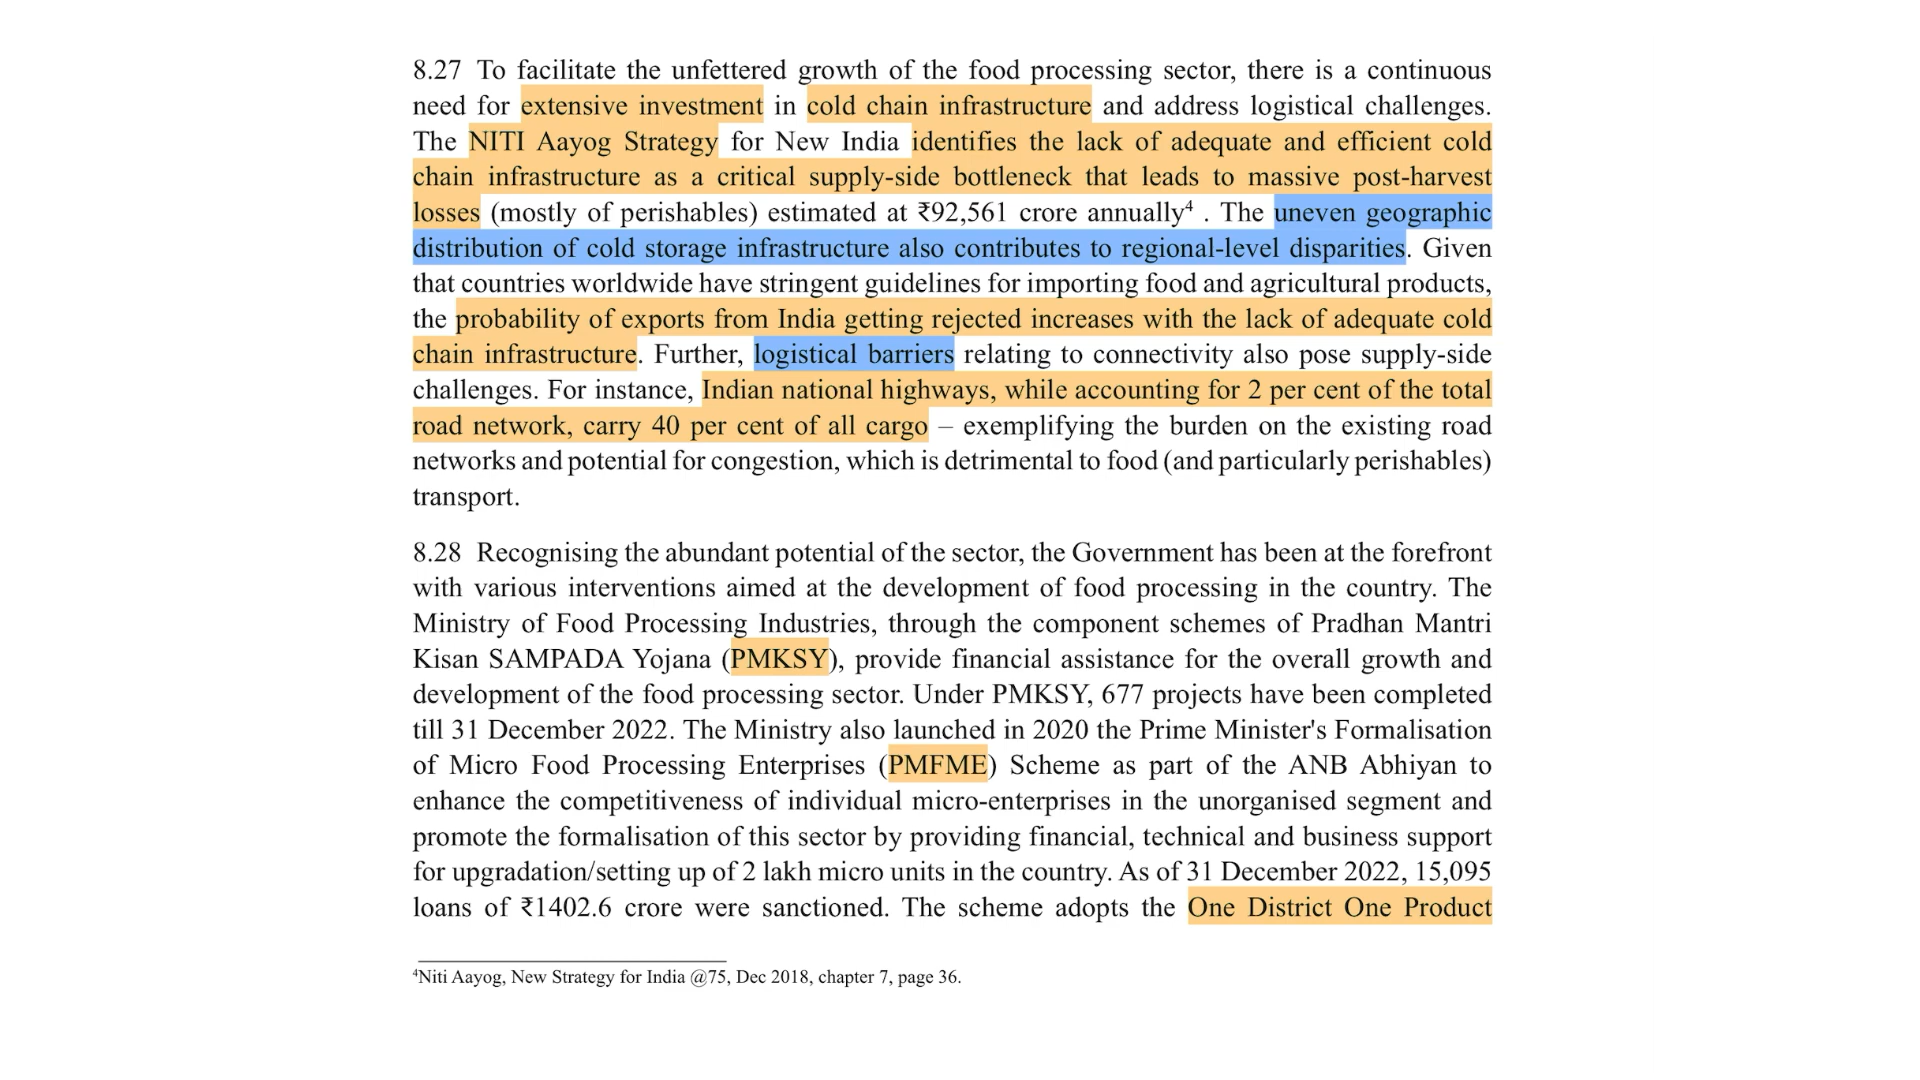 8.27 To facilitate the unfettered growth of the food processing sector, there is a continuous
need for extensive investment in cold chain infrastructure and address logistical challenges.
The NITI Aayog Strategy for New India identifies the lack of adequate and efficient cold
chain infrastructure as a critical supply-side bottleneck that leads to massive post-harvest
losses (mostly of perishables) estimated at ₹92,561 crore annually⁴ . The uneven geographic
distribution of cold storage infrastructure also contributes to regional-level disparities. Given
that countries worldwide have stringent guidelines for importing food and agricultural products,
the probability of exports from India getting rejected increases with the lack of adequate cold
chain infrastructure. Further, logistical barriers relating to connectivity also pose supply-side
challenges. For instance, Indian national highways, while accounting for 2 per cent of the total
road network, carry 40 per cent of all cargo – exemplifying the burden on the existing road
networks and potential for congestion, which is detrimental to food (and particularly perishables)
transport.
8.28 Recognising the abundant potential of the sector, the Government has been at the forefront
with various interventions aimed at the development of food processing in the country. The
Ministry of Food Processing Industries, through the component schemes of Pradhan Mantri
Kisan SAMPADA Yojana (PMKSY), provide financial assistance for the overall growth and
development of the food processing sector. Under PMKSY, 677 projects have been completed
till 31 December 2022. The Ministry also launched in 2020 the Prime Minister's Formalisation
of Micro Food Processing Enterprises (PMFME) Scheme as part of the ANB Abhiyan to
enhance the competitiveness of individual micro-enterprises in the unorganised segment and
promote the formalisation of this sector by providing financial, technical and business support
for upgradation/setting up of 2 lakh micro units in the country. As of 31 December 2022, 15,095
loans of ₹1402.6 crore were sanctioned. The scheme adopts the One District One Product
⁴Niti Aayog, New Strategy for India @75, Dec 2018, chapter 7, page 36.